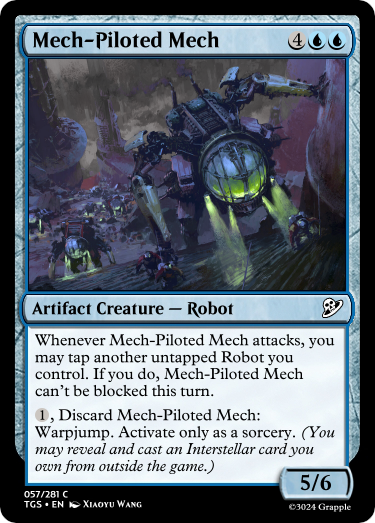 Mech-Piloted Mech 4
Artifact Creature — Robot
Whenever Mech-Piloted Mech attacks, you
may tap another untapped Robot you
control. If you do, Mech-Piloted Mech
can't be blocked this turn.
1, Discard Mech-Piloted Mech:
Warpjump. Activate only as a sorcery. (You
may reveal and cast an Interstellar card you
own from outside the game.)
5/6
057/281 C
TGS • EN Xiaoyu Wang
©3024 Grapple